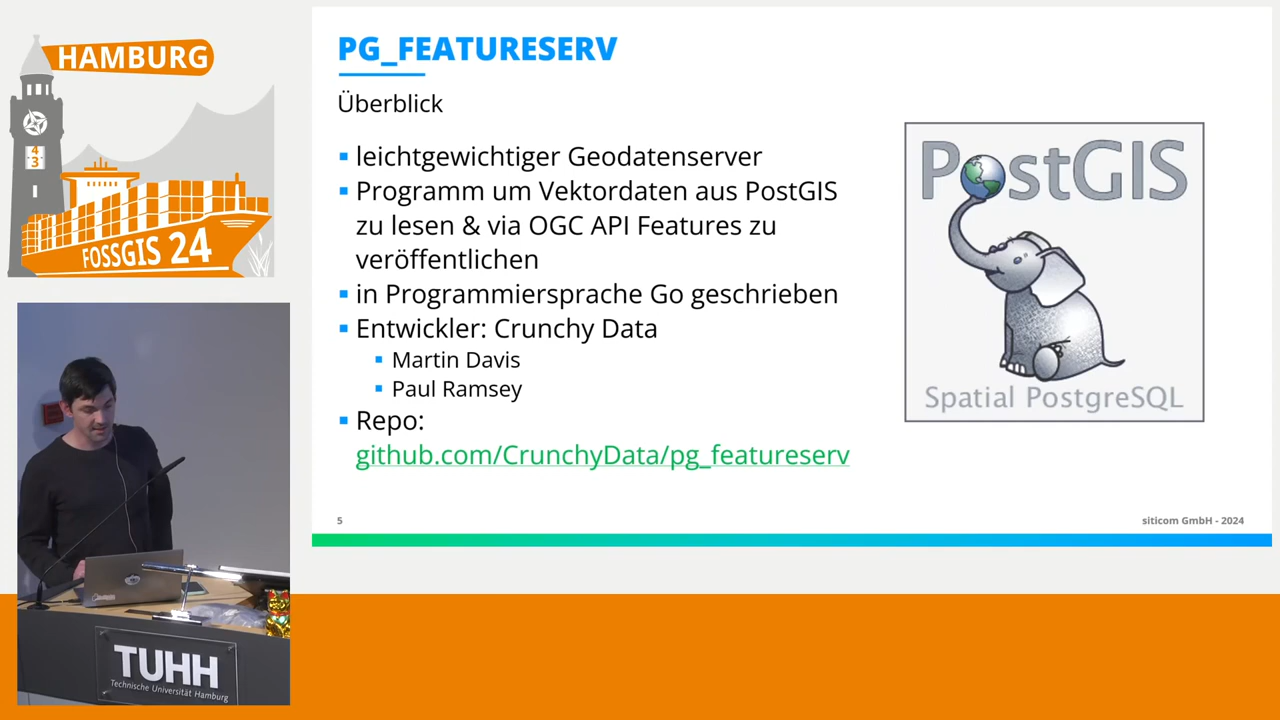 HAMBURG
4
3
FOSSGIS 24
PG_FEATURESERV
Überblick
leichtgewichtiger Geodatenserver
Programm um Vektordaten aus PostGIS
zu lesen & via OGC API Features zu
veröffentlichen
in Programmiersprache Go geschrieben
Entwickler: Crunchy Data
Martin Davis
Paul Ramsey
Repo:
github.com/CrunchyData/pg_featureserv
PostGIS
Spatial PostgreSQL
5
siticom GmbH - 2024
TUHH
Technische Universität Hamburg